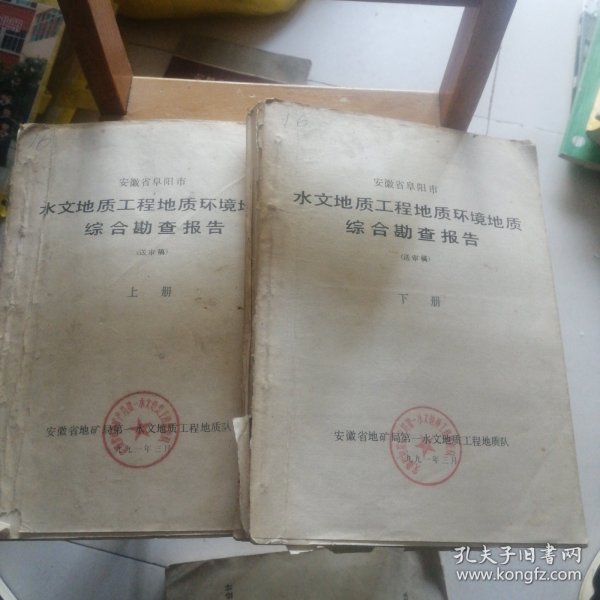 安徽省阜阳市
水文地质工程地质环境地
综合勘查报告
(送审稿)
上册
安徽省地矿局第一水文地质工程地质队
九九一年三月
16
安徽省阜阳市
水文地质工程地质环境地质
综合勘查报告
(送审稿)
下册
安徽省地矿局第一水文地质工程地质队
一九九一年三月
孔夫子旧书网
www.kongfz.com